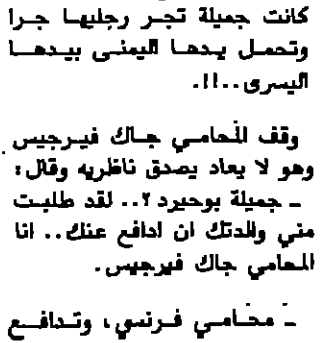 كانت جميلة تجر رجليها جرا
وتحمل يدها اليمنى بيدها
اليسرى..!!.
وقف المحامي جاك فيرجيس
وهو لا يعاد يصدق ناظريه وقال:
ـ جميلة بوحيرد ؟.. لقد طلبت
مني والدتك ان ادافع عنك.. انا
المحامي جاك فيرجيس.
ـ محامي فرنسي، وتدافع